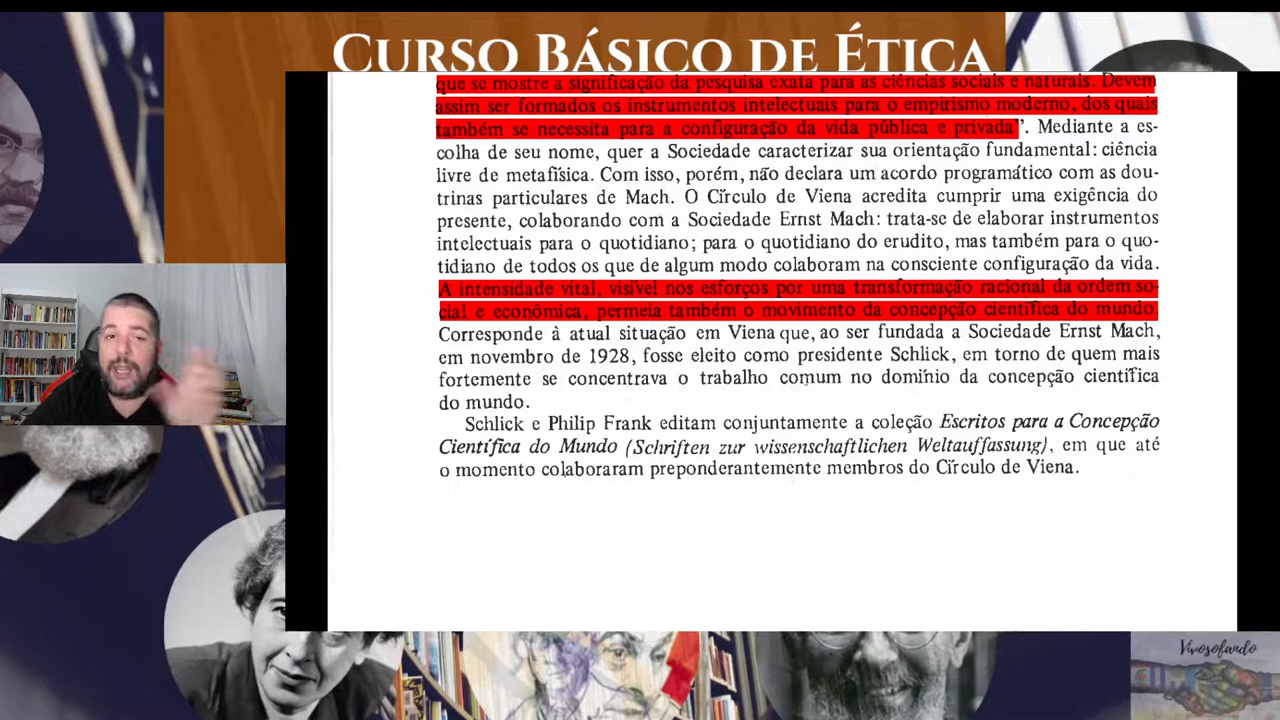 CURSO BÁSICO DE ÉTICA
que se mostre a significação da pesquisa exata para as ciências sociais e naturais. Devem
assim ser formados os instrumentos intelectuais para o empirismo moderno, dos quais
também se necessita para a configuração da vida pública e privada”. Mediante a es-
colha de seu nome, quer a Sociedade caracterizar sua orientação fundamental: ciência
livre de metafísica. Com isso, porém, não declara um acordo programático com as dou-
trinas particulares de Mach. O Círculo de Viena acredita cumprir uma exigência do
presente, colaborando com a Sociedade Ernst Mach: trata-se de elaborar instrumentos
intelectuais para o quotidiano; para o quotidiano do erudito, mas também para o quo-
tidiano de todos os que de algum modo colaboram na consciente configuração da vida.
A intensidade vital, visível nos esforços por uma transformação racional da ordem so-
cial e econômica, permeia também o movimento da concepção científica do mundo.
Corresponde à atual situação em Viena que, ao ser fundada a Sociedade Ernst Mach,
em novembro de 1928, fosse eleito como presidente Schlick, em torno de quem mais
fortemente se concentrava o trabalho comum no domínio da concepção científica
do mundo.
Schlick e Philip Frank editam conjuntamente a coleção Escritos para a Concepção
Científica do Mundo (Schriften zur wissenschaftlichen Weltauffassung), em que até
o momento colaboraram preponderantemente membros do Círculo de Viena.
Vivosofando